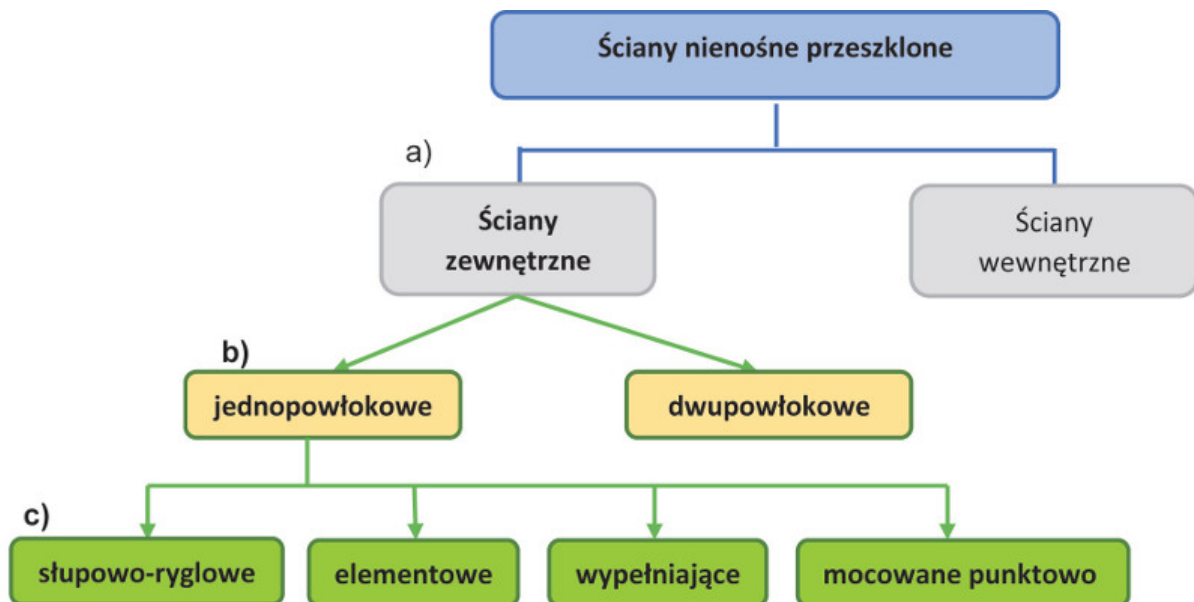 Ściany nienośne przeszklone
a)
Ściany
zewnętrzne
Ściany
wewnętrzne
b)
jednopowłokowe
dwupowłokowe
c)
słupowo-ryglowe
elementowe
wypełniające
mocowane punktowo